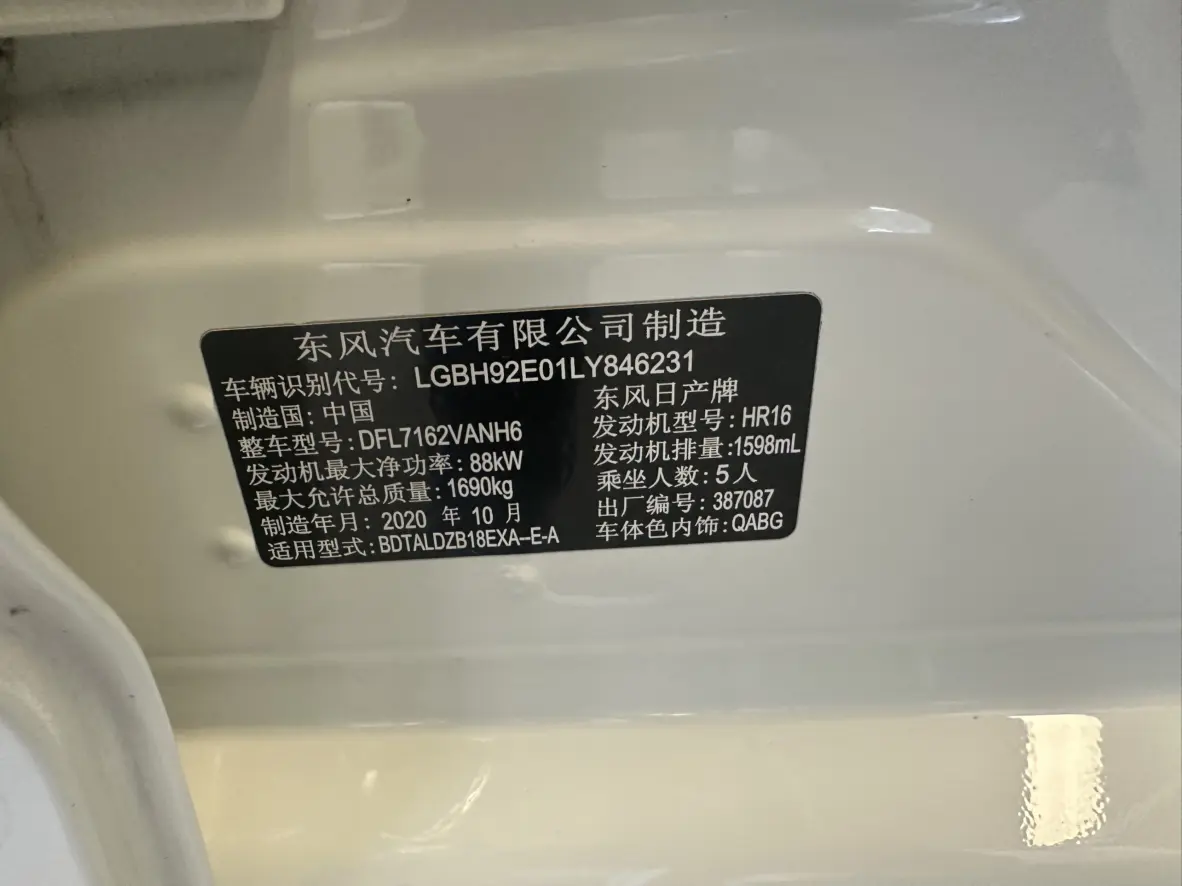 东风汽车有限公司制造
车辆识别代号: LGBH92E01LY846231
制造国: 中国 东风日产牌
整车型号: DFL7162VANH6 发动机型号: HR16
发动机最大净功率: 88kW 发动机排量: 1598mL
最大允许总质量: 1690kg 乘坐人数: 5人
制造年月: 2020 年 10 月 出厂编号: 387087
适用型式: BDTALDZB18EXA-E-A 车体色内饰: QABG